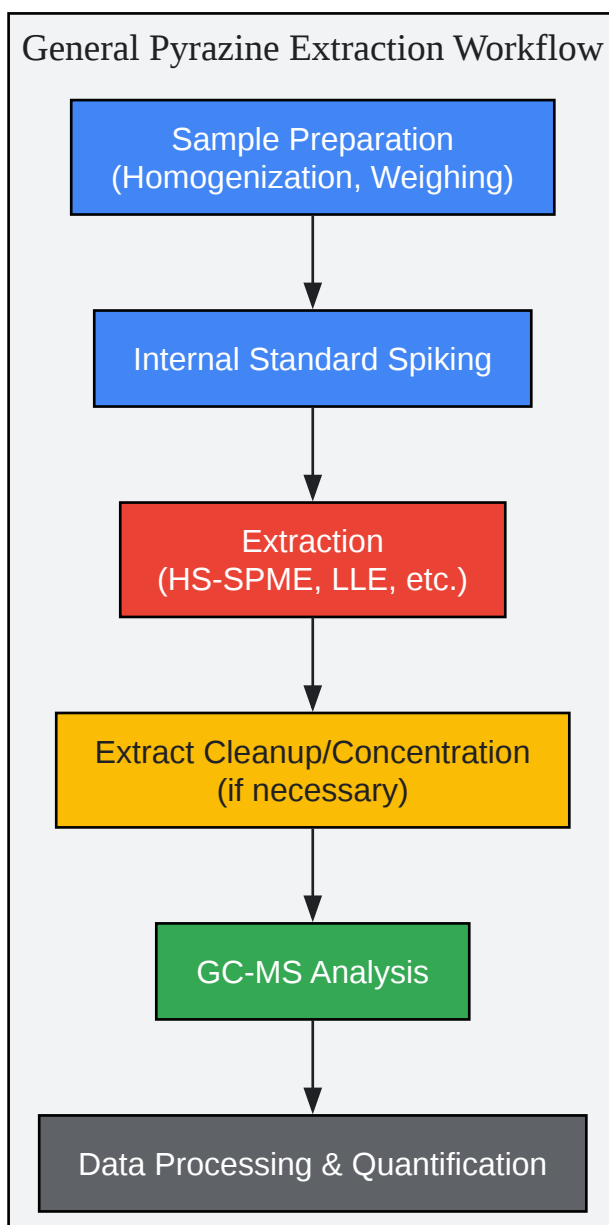 General Pyrazine Extraction Workflow
Sample Preparation
(Homogenization, Weighing)
Internal Standard Spiking
Extraction
(HS-SPME, LLE, etc.)
Extract Cleanup/Concentration
(if necessary)
GC-MS Analysis
Data Processing & Quantification